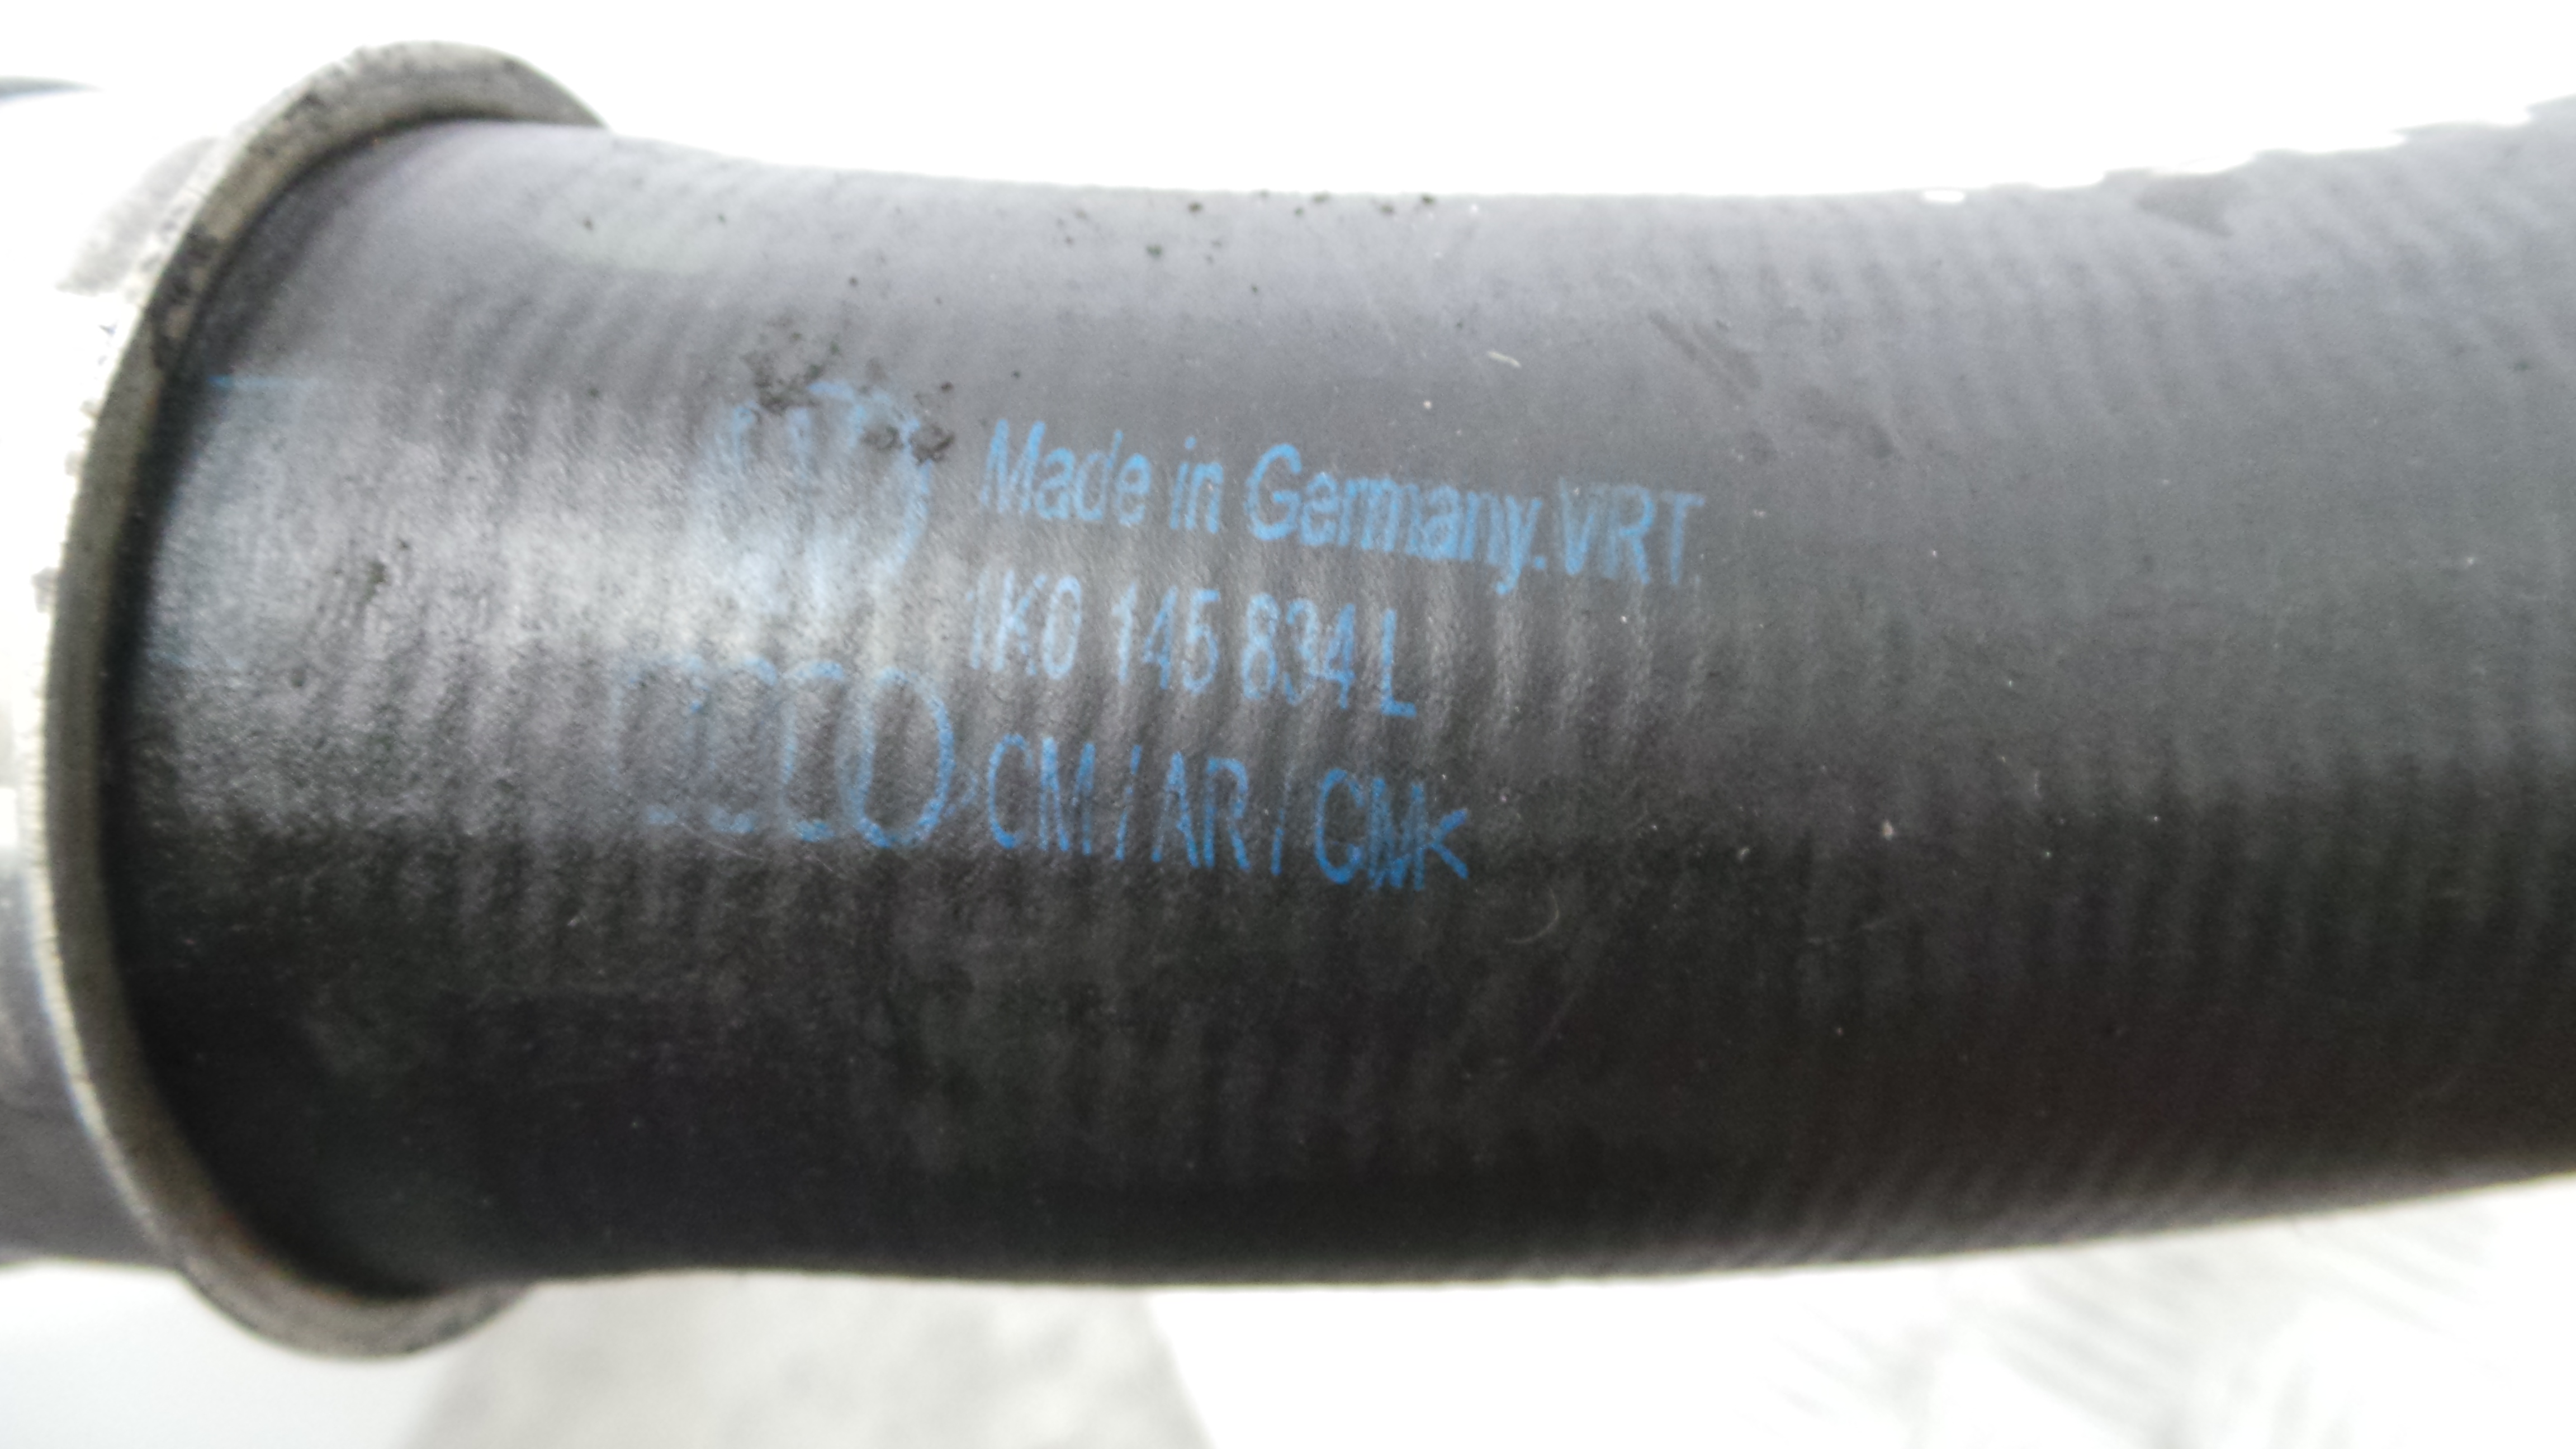 Made in Germany.VRT
1K0 145 834 L
CM / AR / CMK